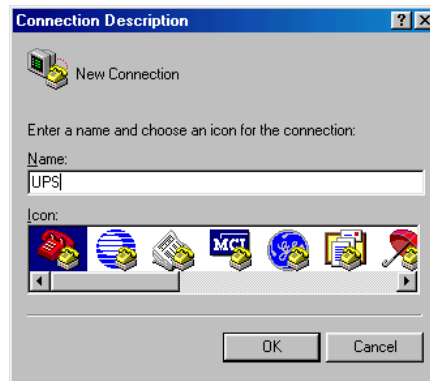 Connection Description
New Connection
Enter a name and choose an icon for the connection:
Name:
UPS
Icon:
MCI
OK
Cancel